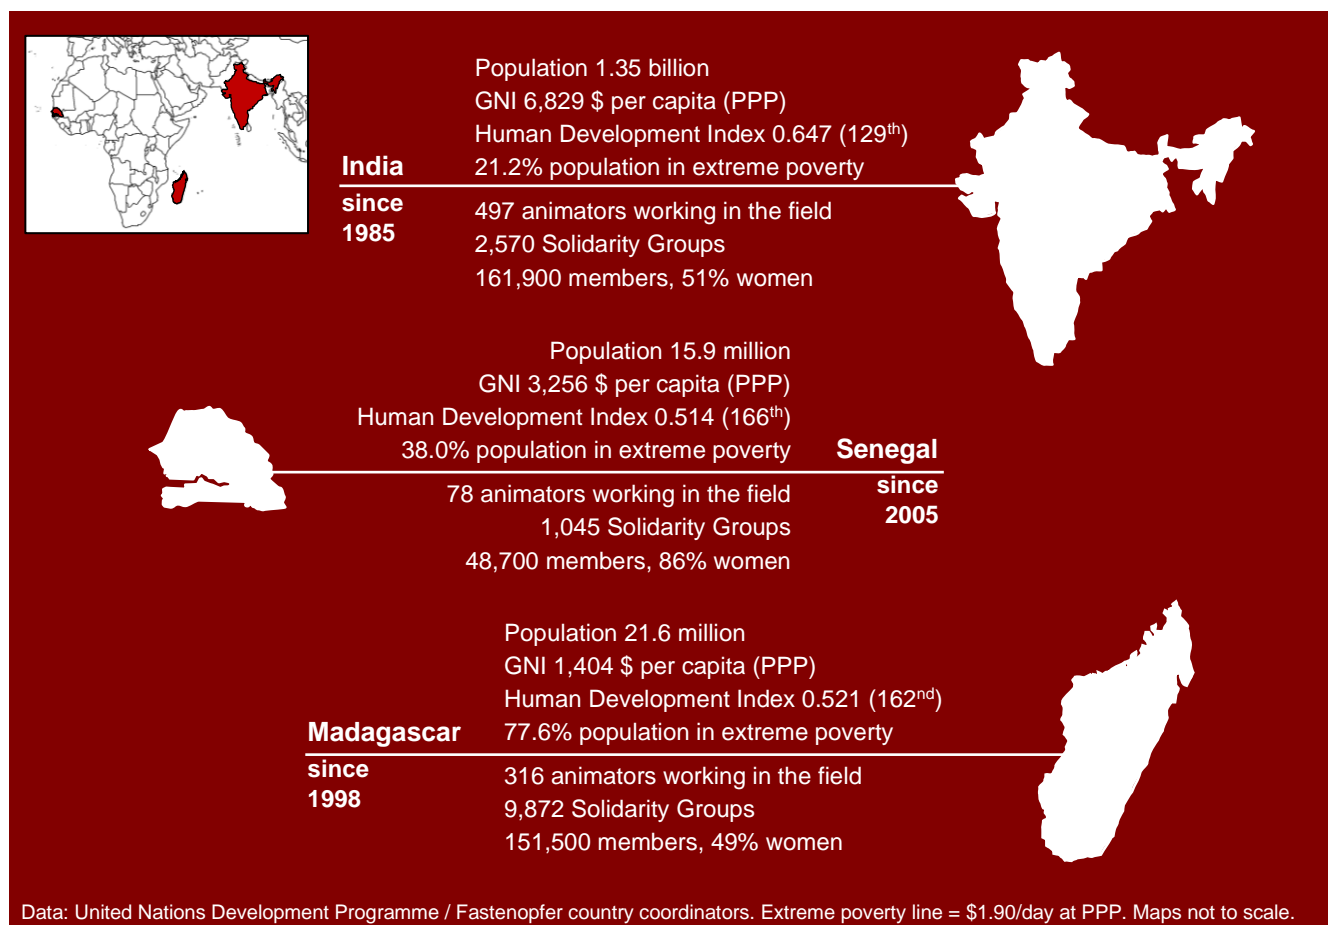 Population 1.35 billion
GNI 6,829 $ per capita (PPP)
Human Development Index 0.647 (129th)
India 21.2% population in extreme poverty
since
1985
497 animators working in the field
2,570 Solidarity Groups
161,900 members, 51% women
Population 15.9 million
GNI 3,256 $ per capita (PPP)
Human Development Index 0.514 (166th)
38.0% population in extreme poverty Senegal
since
2005
78 animators working in the field
1,045 Solidarity Groups
48,700 members, 86% women
Population 21.6 million
GNI 1,404 $ per capita (PPP)
Human Development Index 0.521 (162nd)
Madagascar 77.6% population in extreme poverty
since
1998
316 animators working in the field
9,872 Solidarity Groups
151,500 members, 49% women
Data: United Nations Development Programme / Fastenopfer country coordinators. Extreme poverty line = $1.90/day at PPP. Maps not to scale.